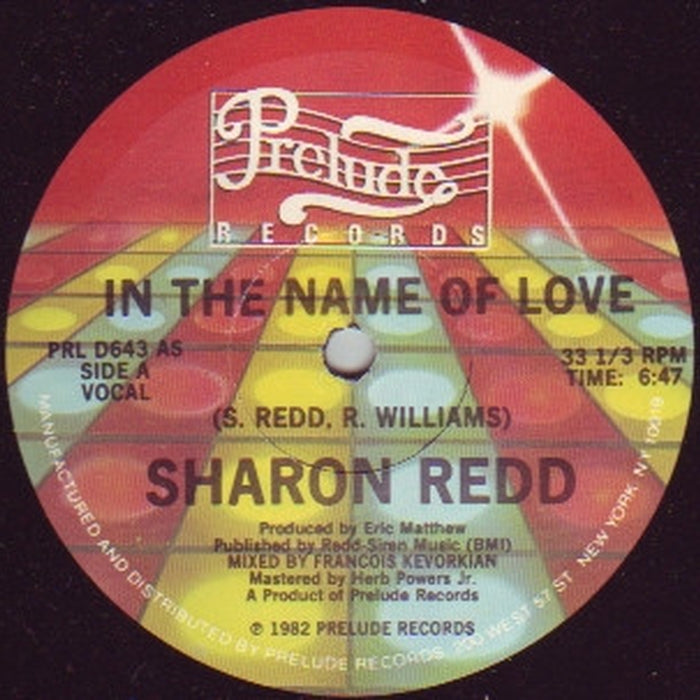 Prelude
RECORDS
IN THE NAME OF LOVE
PRL D643 AS
SIDE A
VOCAL
33 1/3 RPM
TIME: 6:47
(S. REDD, R. WILLIAMS)
SHARON REDD
Produced by Eric Matthew
Published by Redd-Siren Music (BMI)
MIXED BY FRANCOIS KEVORKIAN
Mastered by Herb Powers Jr.
A Product of Prelude Records
℗ 1982 PRELUDE RECORDS
MANUFACTURED AND DISTRIBUTED BY PRELUDE RECORDS 200 WEST 57 ST NEW YORK NY 10019